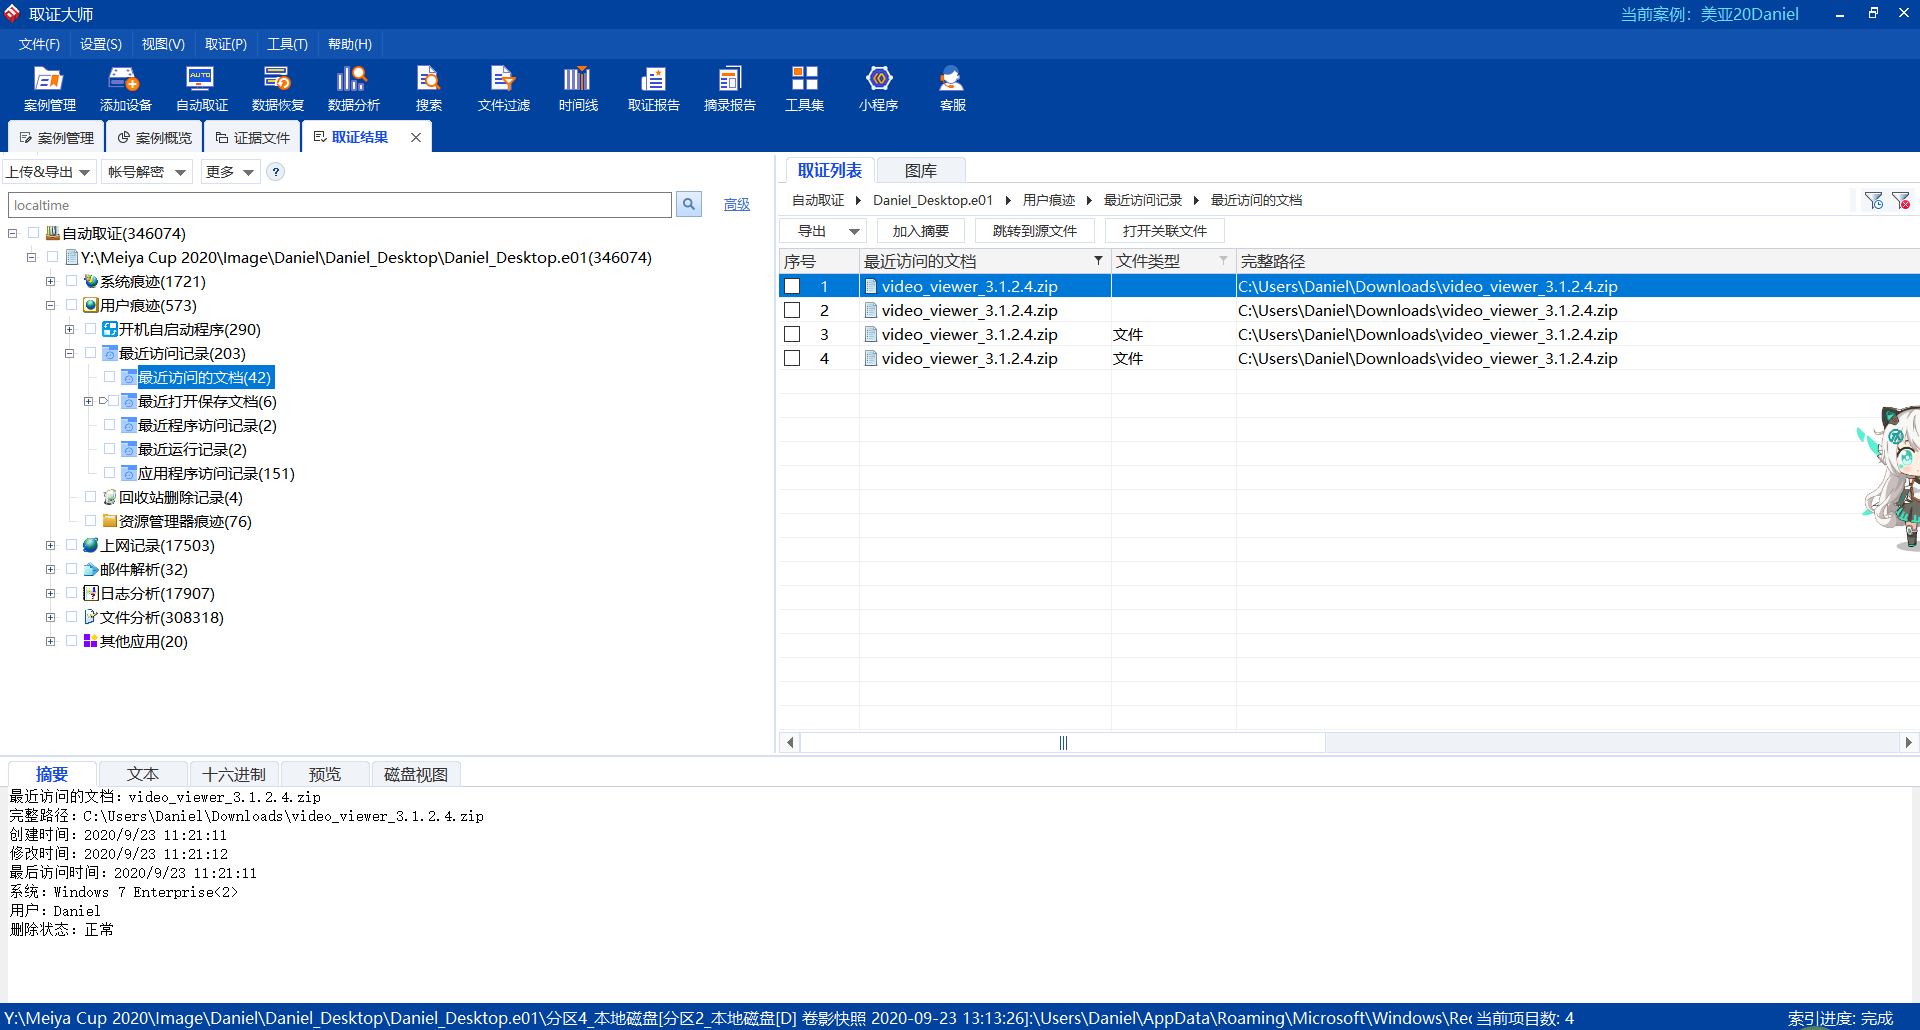 取证大师
当前案例：美亚20Daniel
文件(F) 设置(S) 视图(V) 取证(P) 工具(T) 帮助(H)
案例管理 添加设备 自动取证 数据恢复 数据分析 搜索 文件过滤 时间线 取证报告 摘录报告 工具集 小程序 客服
案例管理 案例概览 证据文件 取证结果
上传&导出 帐号解密 更多 ?
localtime 高级
自动取证(346074)
Y:\Meiya Cup 2020\Image\Daniel\Daniel_Desktop\Daniel_Desktop.e01(346074)
系统痕迹(1721)
用户痕迹(573)
开机自启动程序(290)
最近访问记录(203)
最近访问的文档(42)
最近打开保存文档(6)
最近程序访问记录(2)
最近运行记录(2)
应用程序访问记录(151)
回收站删除记录(4)
资源管理器痕迹(76)
上网记录(17503)
邮件解析(32)
日志分析(17907)
文件分析(308318)
其他应用(20)
取证列表 图库
自动取证 Daniel_Desktop.e01 用户痕迹 最近访问记录 最近访问的文档
导出 加入摘要 跳转到源文件 打开关联文件
序号 最近访问的文档 文件类型 完整路径
1 video_viewer_3.1.2.4.zip C:\Users\Daniel\Downloads\video_viewer_3.1.2.4.zip
2 video_viewer_3.1.2.4.zip C:\Users\Daniel\Downloads\video_viewer_3.1.2.4.zip
3 video_viewer_3.1.2.4.zip 文件 C:\Users\Daniel\Downloads\video_viewer_3.1.2.4.zip
4 video_viewer_3.1.2.4.zip 文件 C:\Users\Daniel\Downloads\video_viewer_3.1.2.4.zip
摘要 文本 十六进制 预览 磁盘视图
最近访问的文档：video_viewer_3.1.2.4.zip
完整路径：C:\Users\Daniel\Downloads\video_viewer_3.1.2.4.zip
创建时间：2020/9/23 11:21:11
修改时间：2020/9/23 11:21:12
最后访问时间：2020/9/23 11:21:11
系统：Windows 7 Enterprise<2>
用户：Daniel
删除状态：正常
Y:\Meiya Cup 2020\Image\Daniel\Daniel_Desktop\Daniel_Desktop.e01\分区4_本地磁盘[分区2_本地磁盘[D] 卷影快照 2020-09-23 13:13:26]:\Users\Daniel\AppData\Roaming\Microsoft\Windows\Rec 当前项目数: 4 索引进度: 完成